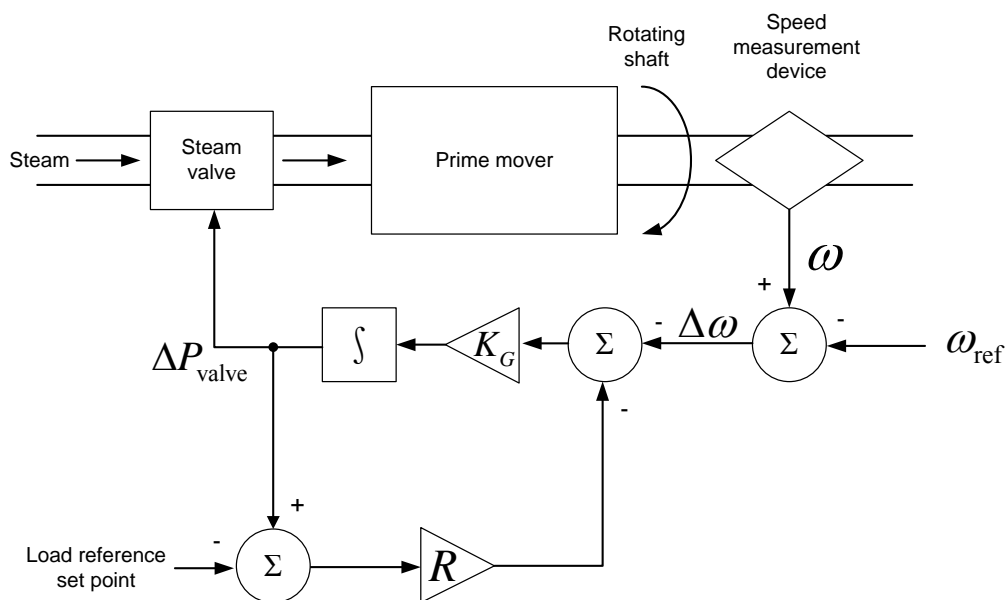 Rotating
shaft
Speed
measurement
device
Steam
Steam
valve
Prime mover
ω
+
-
Σ
ω_ref
Δω
-
Σ
-
K_G
∫
ΔP_valve
+
-
Σ
R
Load reference
set point